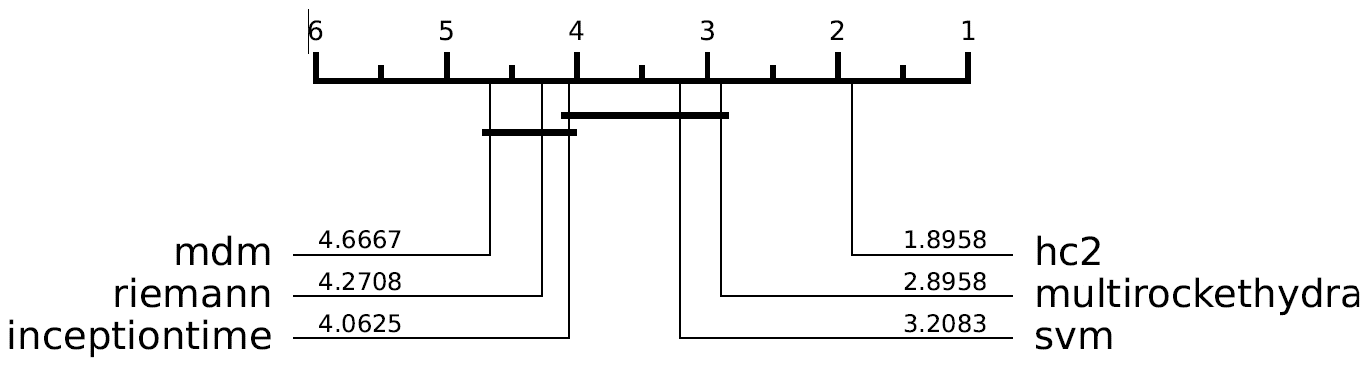 6 5 4 3 2 1
mdm 4.6667 1.8958 hc2
riemann 4.2708 2.8958 multirockethydra
inceptiontime 4.0625 3.2083 svm